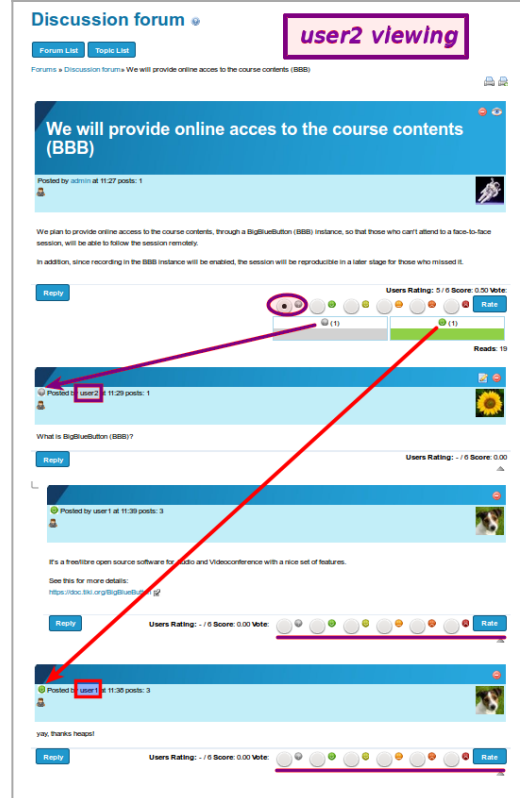 Discussion forum
user2 viewing
Forum List
Topic List
Forums » Discussion forum» We will provide online acces to the course contents (BBB)
We will provide online acces to the course contents
(BBB)
Posted by admin at 11:27 posts: 1
We plan to provide online access to the course contents, through a BigBlueButton (BBB) instance, so that those who can't attend to a face-to-face
session, will be able to follow the session remotely.
In addition, since recording in the BBB instance will be enabled, the session will be reproducible in a later stage for those who missed it.
Reply
Users Rating: 5 / 6 Score: 0.50 Vote:
Rate
(1)
(1)
Reads: 19
Posted by user2 at 11:29 posts: 1
What is BigBlueButton (BBB)?
Reply
Users Rating: - / 6 Score: 0.00
Posted by user1 at 11:39 posts: 3
It's a free/libre open source software for Audio and Videoconference with a nice set of features.
See this for more details:
https://doc.tiki.org/BigBlueButton
Reply
Users Rating: - / 6 Score: 0.00 Vote:
Rate
Posted by user1 at 11:38 posts: 3
yay, thanks heaps!
Reply
Users Rating: - / 6 Score: 0.00 Vote:
Rate